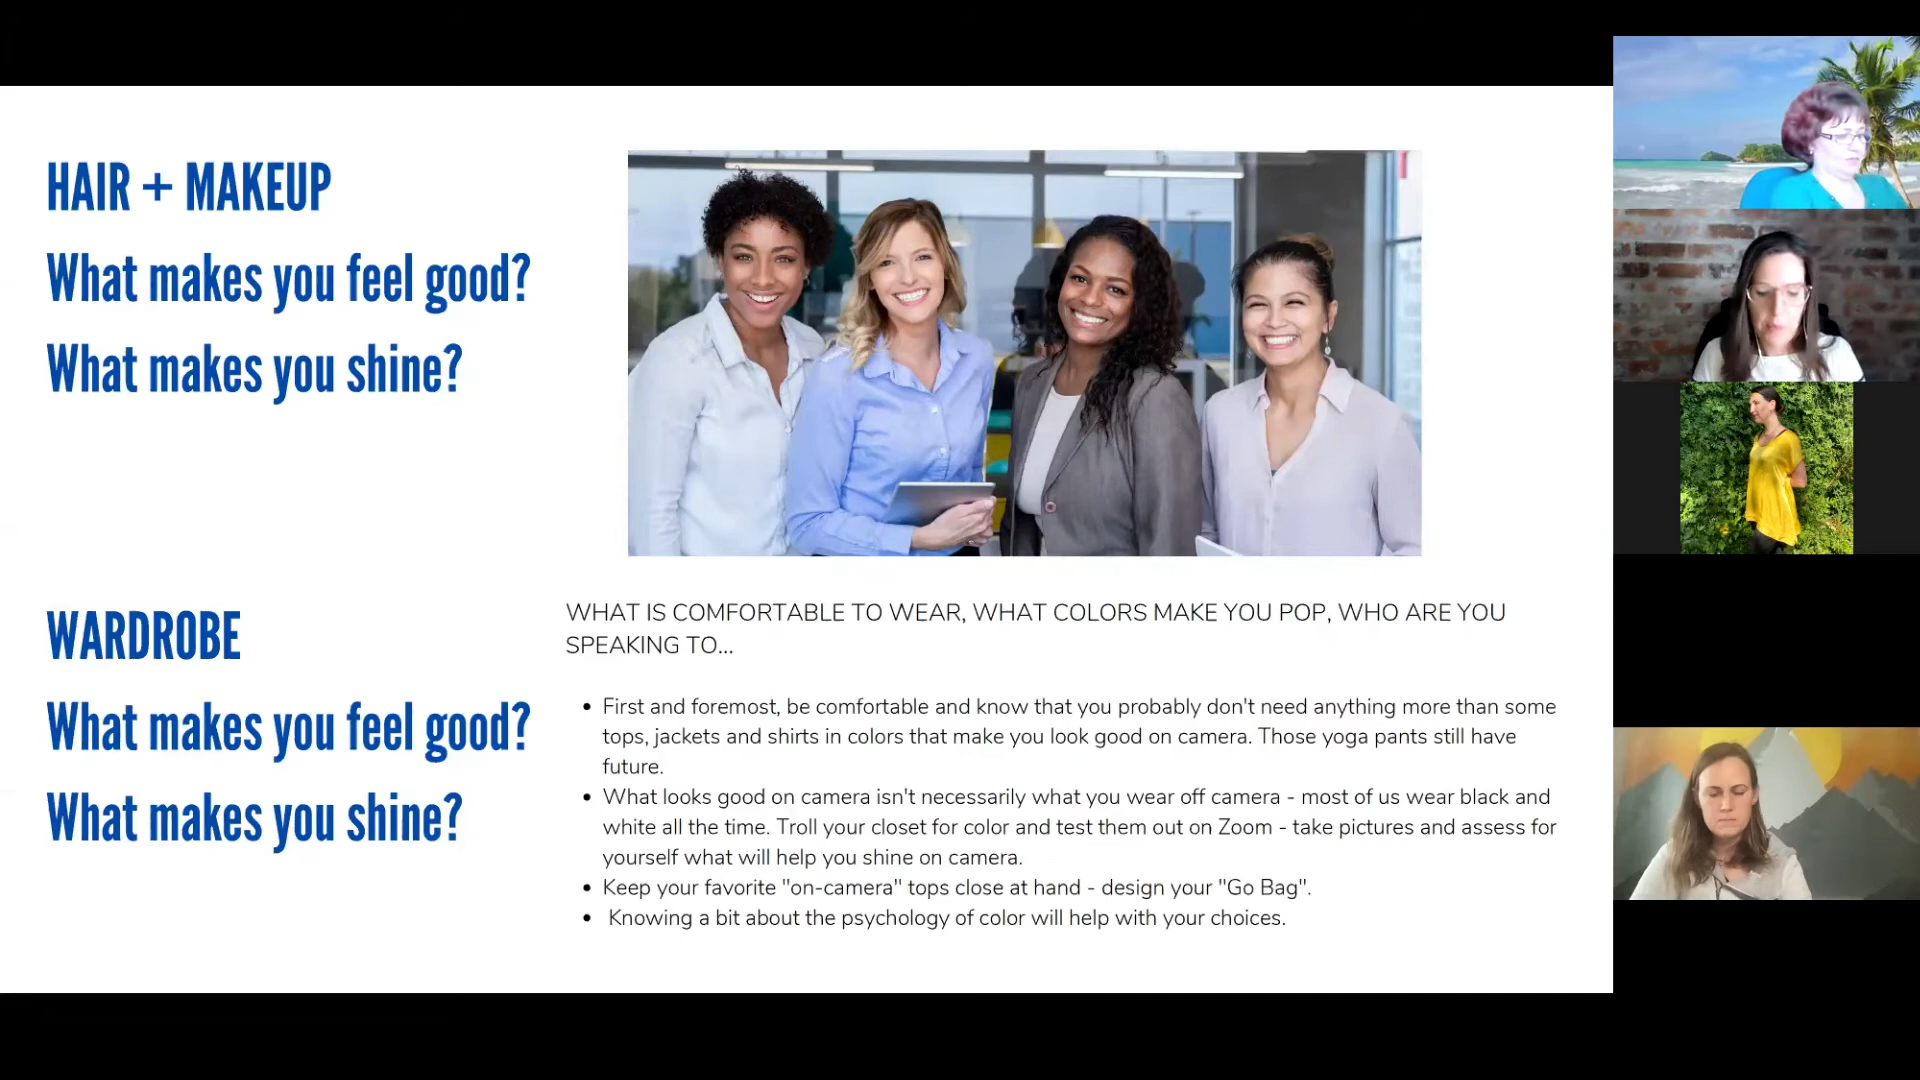 HAIR + MAKEUP
What makes you feel good?
What makes you shine?
WARDROBE
What makes you feel good?
What makes you shine?
WHAT IS COMFORTABLE TO WEAR, WHAT COLORS MAKE YOU POP, WHO ARE YOU
SPEAKING TO...
• First and foremost, be comfortable and know that you probably don't need anything more than some
tops, jackets and shirts in colors that make you look good on camera. Those yoga pants still have
future.
• What looks good on camera isn't necessarily what you wear off camera - most of us wear black and
white all the time. Troll your closet for color and test them out on Zoom - take pictures and assess for
yourself what will help you shine on camera.
• Keep your favorite "on-camera" tops close at hand - design your "Go Bag".
• Knowing a bit about the psychology of color will help with your choices.